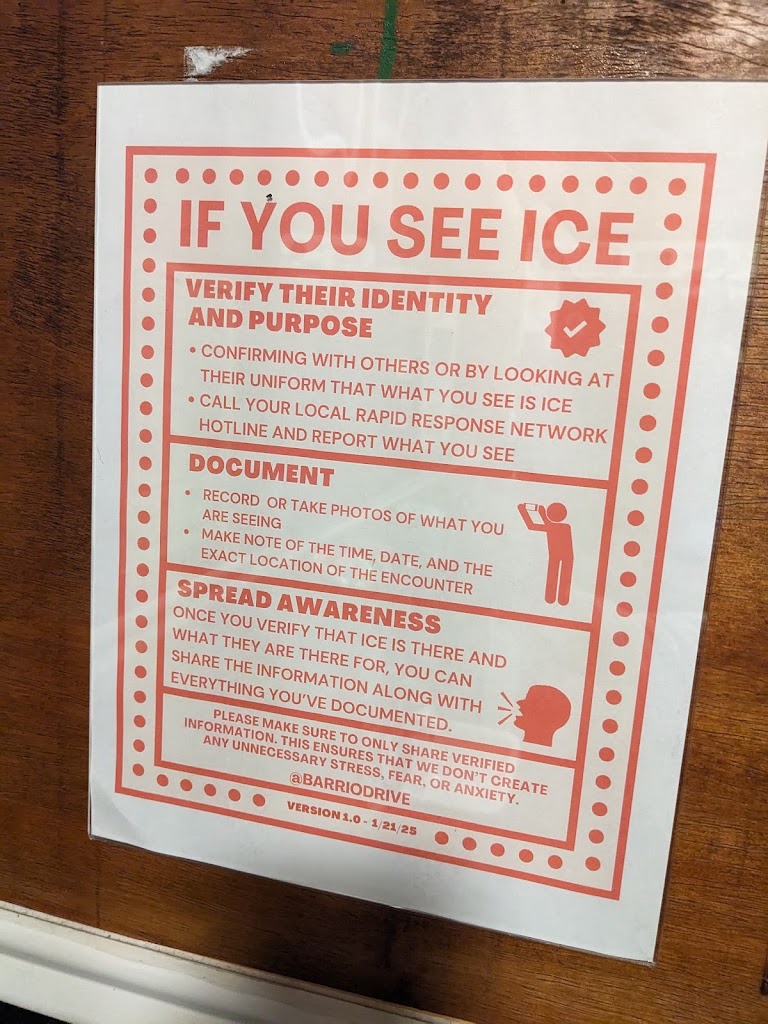 IF YOU SEE ICE
VERIFY THEIR IDENTITY
AND PURPOSE
• CONFIRMING WITH OTHERS OR BY LOOKING AT
THEIR UNIFORM THAT WHAT YOU SEE IS ICE
• CALL YOUR LOCAL RAPID RESPONSE NETWORK
HOTLINE AND REPORT WHAT YOU SEE
DOCUMENT
• RECORD OR TAKE PHOTOS OF WHAT YOU
ARE SEEING
• MAKE NOTE OF THE TIME, DATE, AND THE
EXACT LOCATION OF THE ENCOUNTER
SPREAD AWARENESS
ONCE YOU VERIFY THAT ICE IS THERE AND
WHAT THEY ARE THERE FOR, YOU CAN
SHARE THE INFORMATION ALONG WITH
EVERYTHING YOU'VE DOCUMENTED.
PLEASE MAKE SURE TO ONLY SHARE VERIFIED
INFORMATION. THIS ENSURES THAT WE DON'T CREATE
ANY UNNECESSARY STRESS, FEAR, OR ANXIETY.
@BARRIODRIVE
VERSION 1.0 - 1/21/25